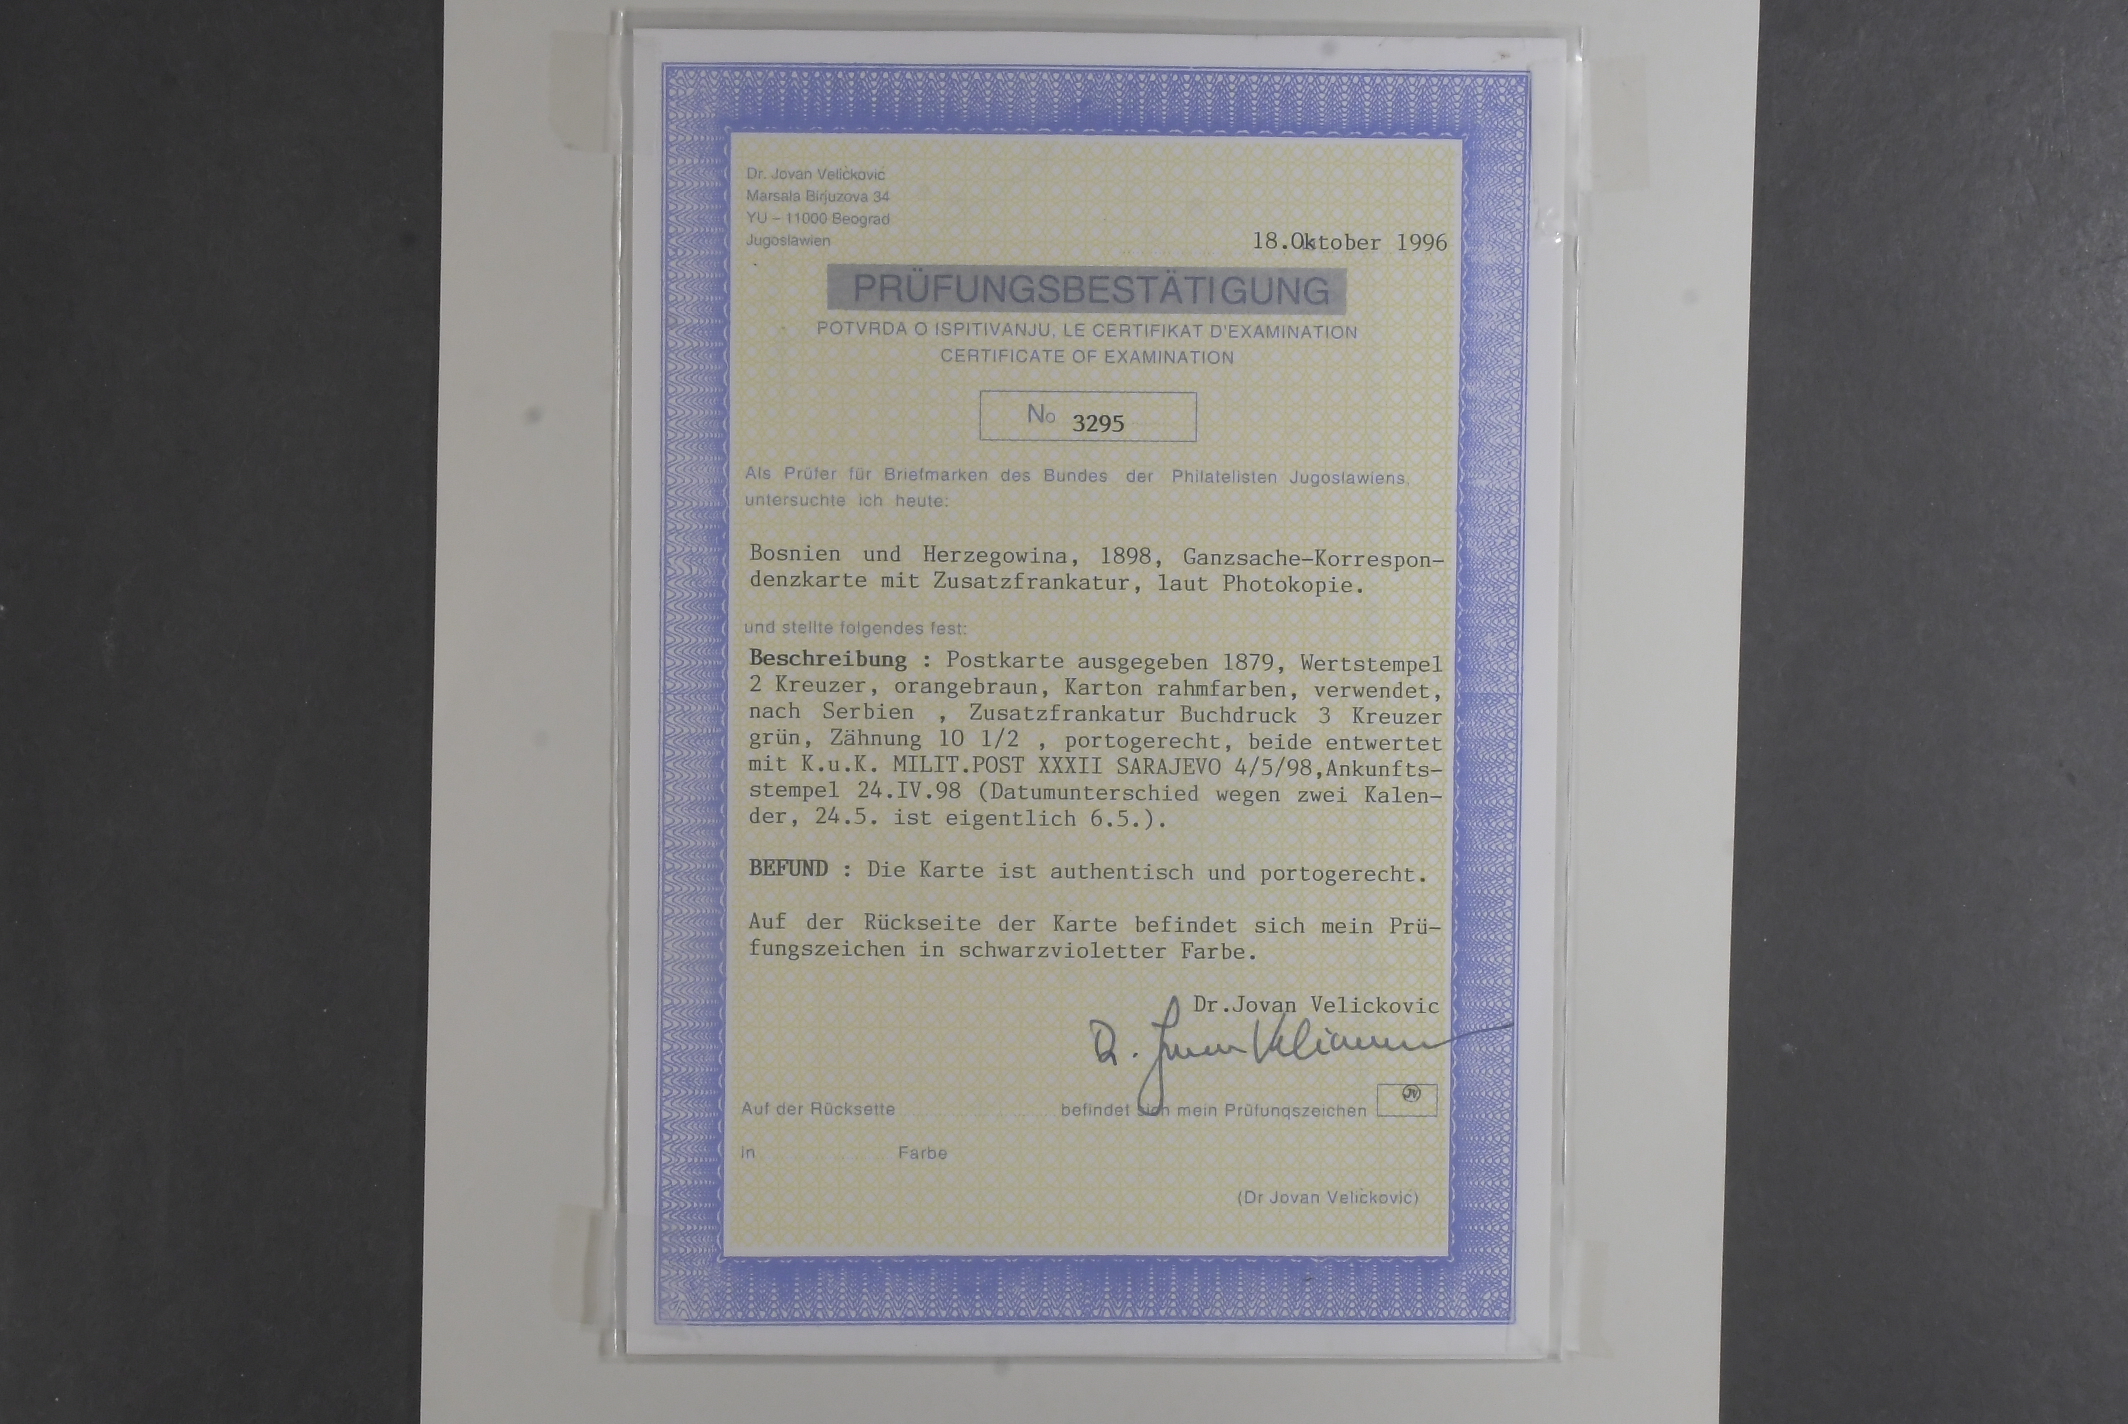 Dr. Jovan Veličković
Marsala Birjuzova 34
YU – 11000 Beograd
Jugoslawien
18.Oktober 1996
PRÜFUNGSBESTÄTIGUNG
POTVRDA O ISPITIVANJU, LE CERTIFIKAT D'EXAMINATION
CERTIFICATE OF EXAMINATION
No 3295
Als Prüfer für Briefmarken des Bundes der Philatelisten Jugoslawiens,
untersuchte ich heute:
Bosnien und Herzegowina, 1898, Ganzsache-Korrespon-
denzkarte mit Zusatzfrankatur, laut Photokopie.
und stellte folgendes fest:
Beschreibung : Postkarte ausgegeben 1879, Wertstempel
2 Kreuzer, orangebraun, Karton rahmfarben, verwendet,
nach Serbien , Zusatzfrankatur Buchdruck 3 Kreuzer
grün, Zähnung 10 1/2 , portogerecht, beide entwertet
mit K.u.K. MILIT.POST XXXII SARAJEVO 4/5/98,Ankunfts-
stempel 24.IV.98 (Datumunterschied wegen zwei Kalen-
der, 24.5. ist eigentlich 6.5.).
BEFUND : Die Karte ist authentisch und portogerecht.
Auf der Rückseite der Karte befindet sich mein Prü-
fungszeichen in schwarzvioletter Farbe.
Dr.Jovan Velickovic
Auf der Rücksette befindet sich mein Prüfungszeichen JV
in Farbe
(Dr Jovan Veličković)